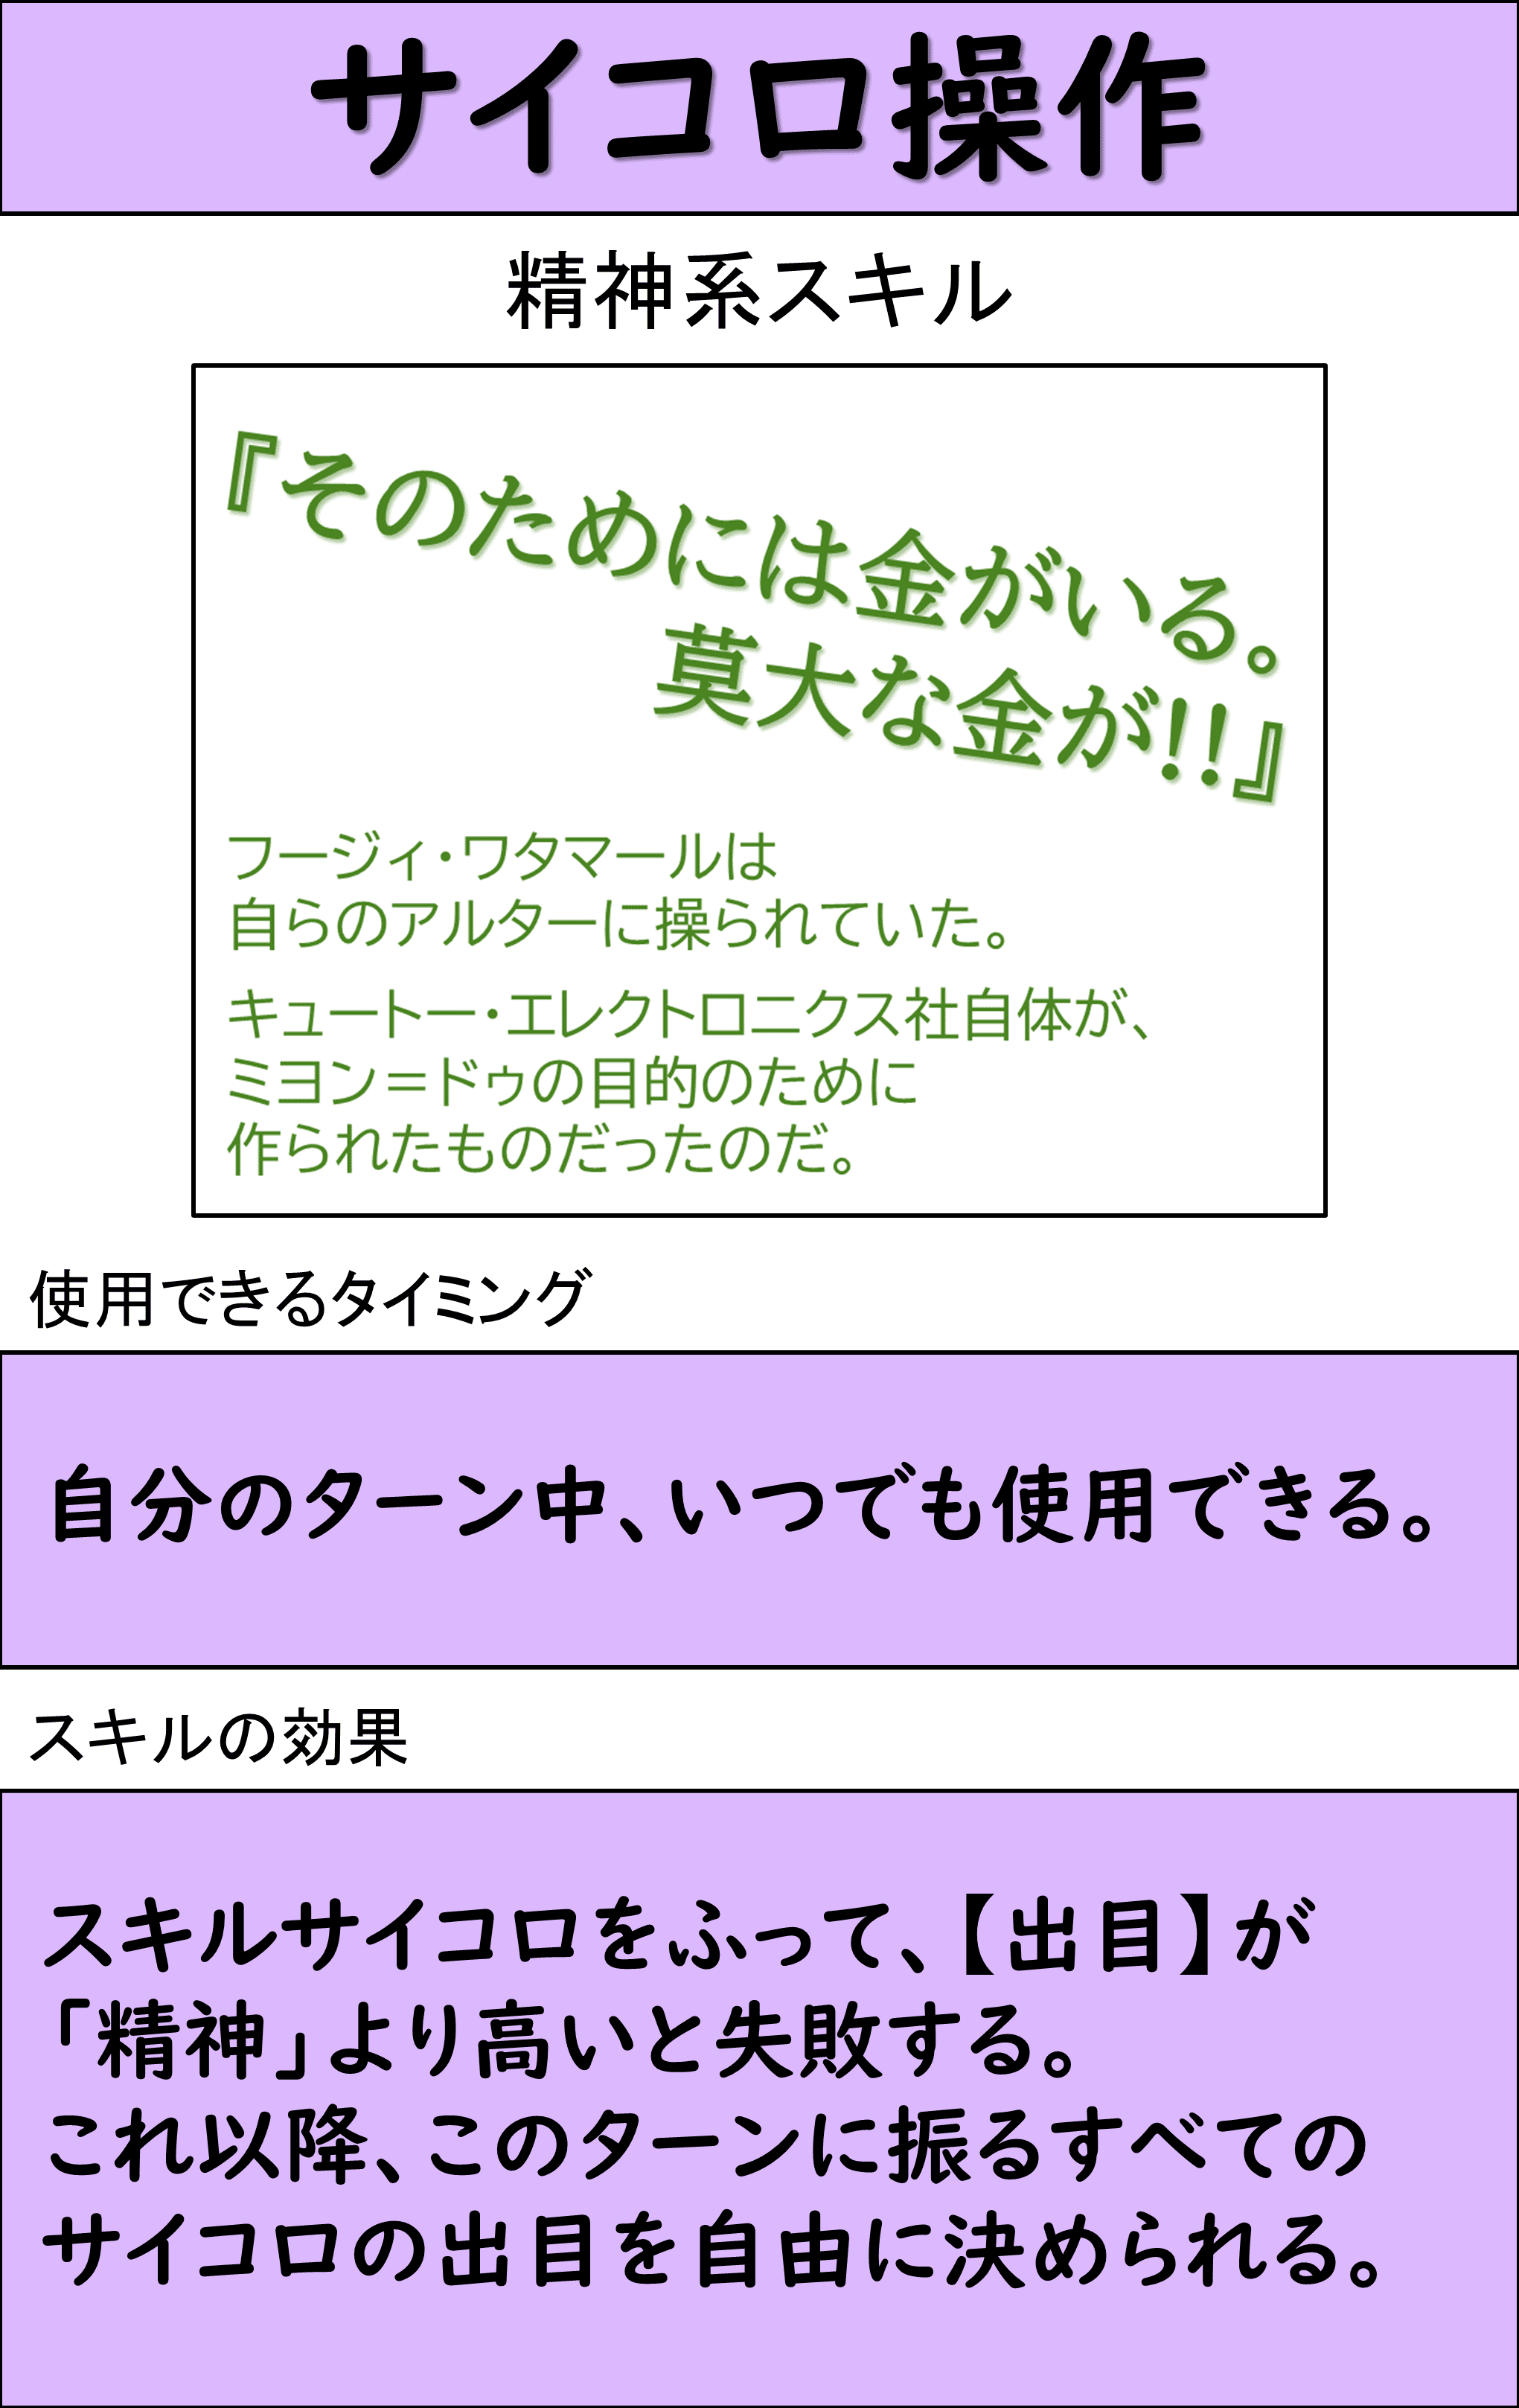 サイコロ操作
精神系スキル
『そのためには金がいる。
莫大な金が!!』
フージィ・ワタマールは
自らのアルターに操られていた。
キュートー・エレクトロニクス社自体が、
ミヨン＝ドゥの目的のために
作られたものだったのだ。
使用できるタイミング
自分のターン中、いつでも使用できる。
スキルの効果
スキルサイコロをふって、【出目】が
「精神」より高いと失敗する。
これ以降、このターンに振るすべての
サイコロの出目を自由に決められる。